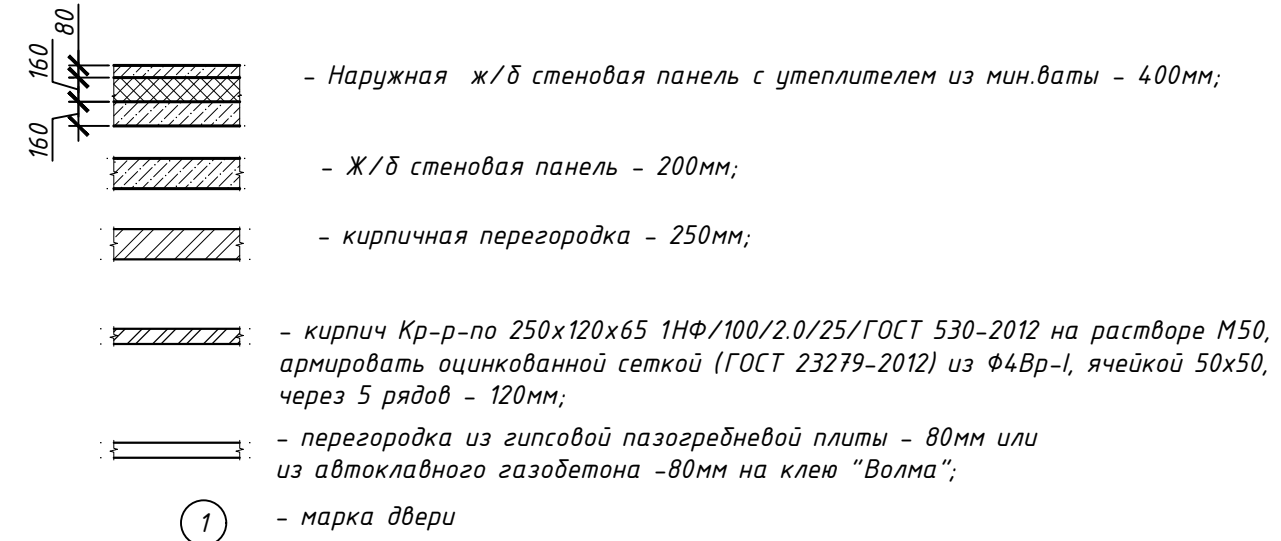 80
160
160
- Наружная ж/б стеновая панель с утеплителем из мин.ваты - 400мм;
- Ж/б стеновая панель - 200мм;
- кирпичная перегородка - 250мм;
- кирпич Кр-р-по 250х120х65 1НФ/100/2.0/25/ГОСТ 530-2012 на растворе М50,
армировать оцинкованной сеткой (ГОСТ 23279-2012) из Ф4Вр-I, ячейкой 50х50,
через 5 рядов - 120мм;
- перегородка из гипсовой пазогребневой плиты - 80мм или
из автоклавного газобетона -80мм на клею "Волма";
1 - марка двери